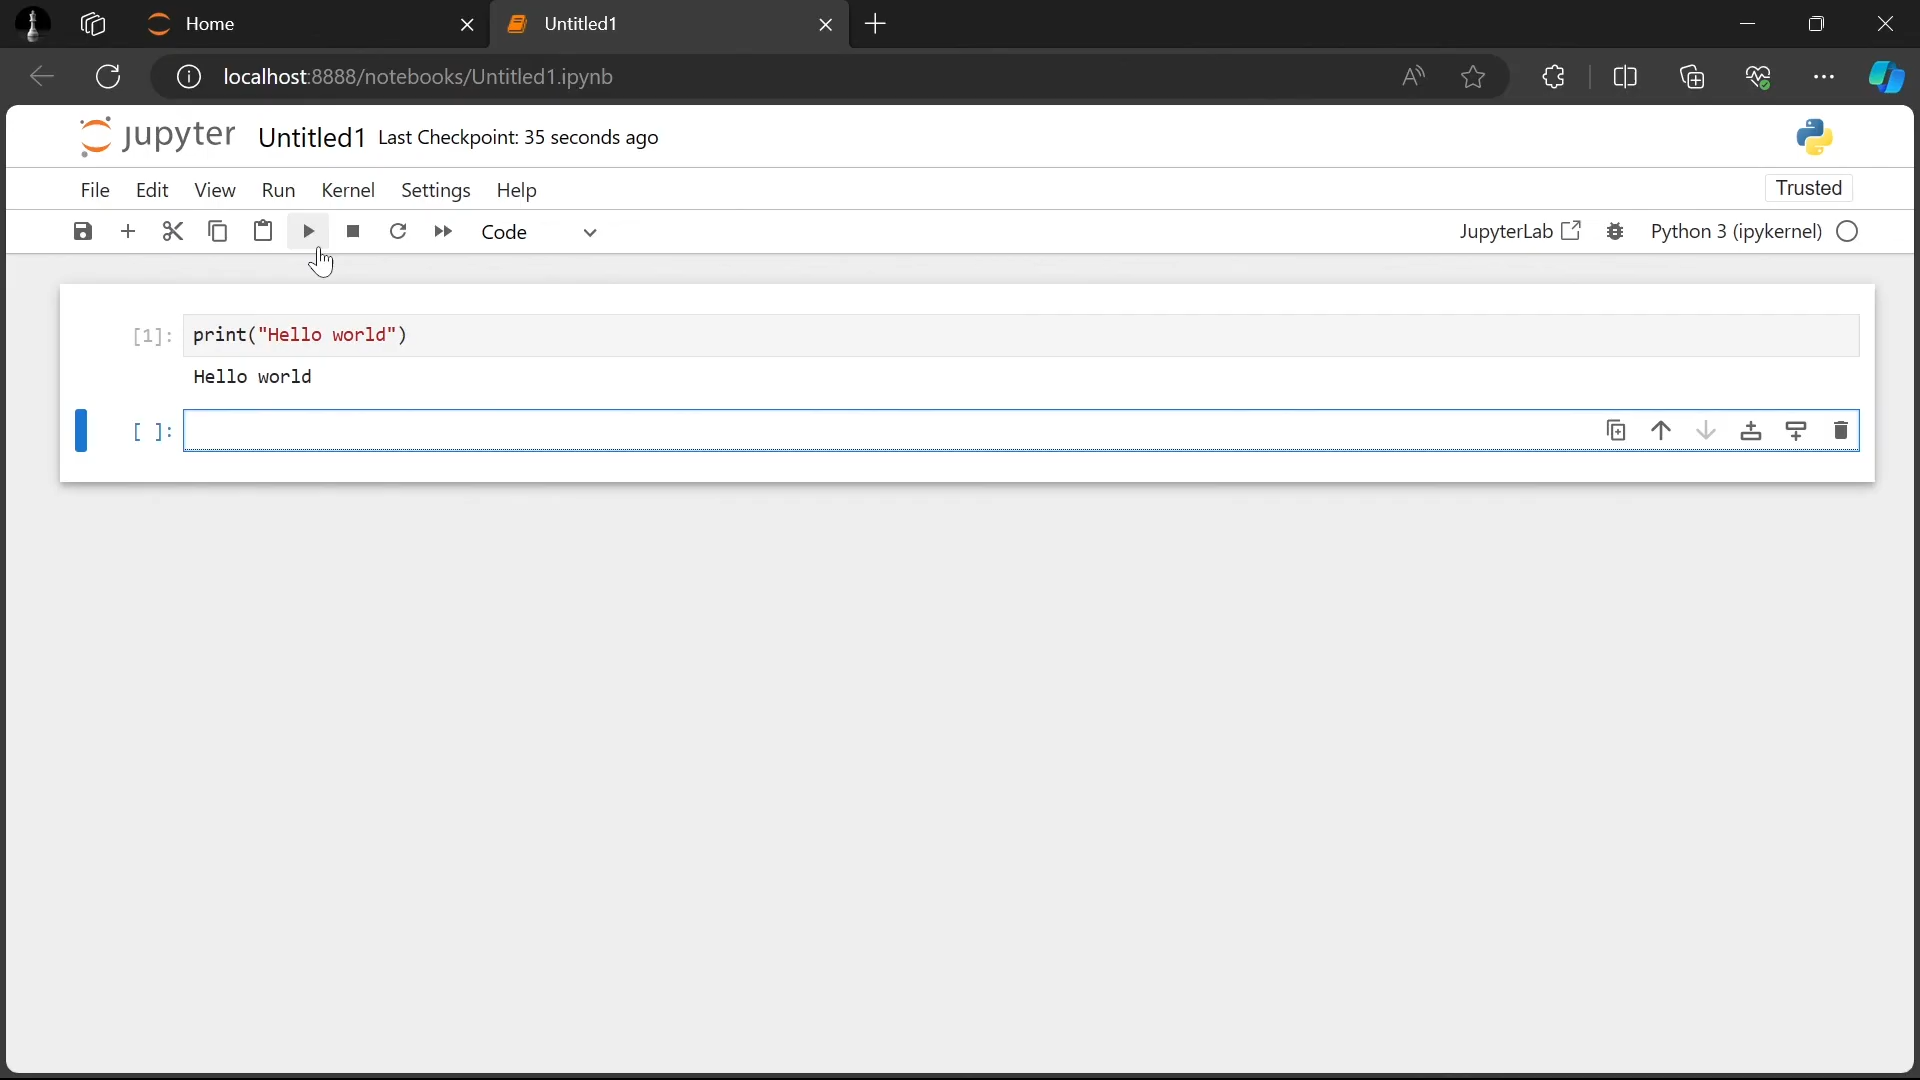 Home
Untitled1
localhost:8888/notebooks/Untitled1.ipynb
jupyter Untitled1 Last Checkpoint: 35 seconds ago
File Edit View Run Kernel Settings Help
Trusted
Code
JupyterLab
Python 3 (ipykernel)
[1]: print("Hello world")
Hello world
[ ]: